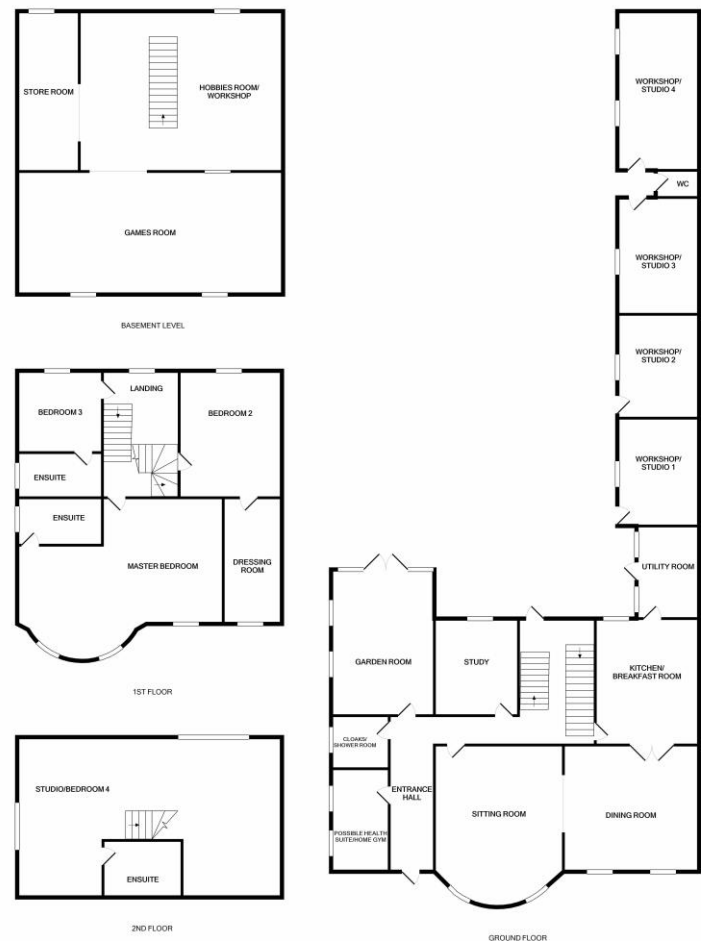 STORE ROOM
HOBBIES ROOM/
WORKSHOP
GAMES ROOM
BASEMENT LEVEL
BEDROOM 3
LANDING
BEDROOM 2
ENSUITE
ENSUITE
MASTER BEDROOM
DRESSING
ROOM
1ST FLOOR
STUDIO/BEDROOM 4
ENSUITE
2ND FLOOR
WORKSHOP/
STUDIO 4
WC
WORKSHOP/
STUDIO 3
WORKSHOP/
STUDIO 2
WORKSHOP/
STUDIO 1
UTILITY ROOM
GARDEN ROOM
STUDY
KITCHEN/
BREAKFAST ROOM
CLOAKS/
SHOWER ROOM
ENTRANCE
HALL
POSSIBLE HEALTH
SUITE/HOME GYM
SITTING ROOM
DINING ROOM
GROUND FLOOR